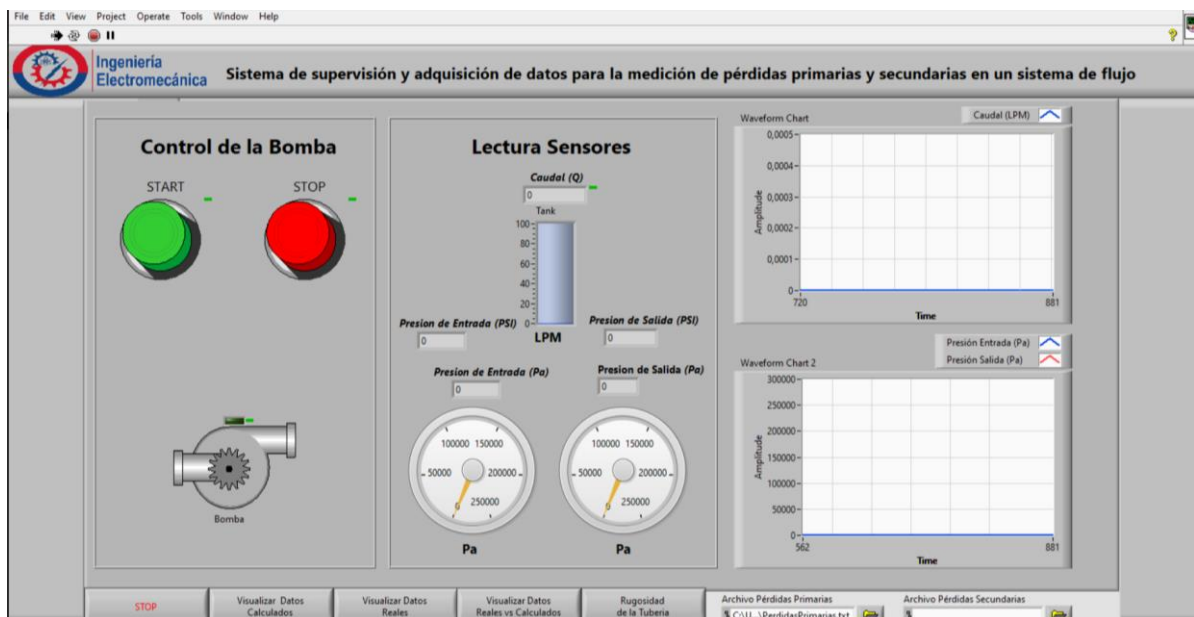 File Edit View Project Operate Tools Window Help
Ingeniería
Electromecánica
Sistema de supervisión y adquisición de datos para la medición de pérdidas primarias y secundarias en un sistema de flujo
Control de la Bomba
START STOP
Bomba
Lectura Sensores
Caudal (Q)
0
Tank
100
80
60
40
20
0
LPM
Presion de Entrada (PSI)
0
Presion de Salida (PSI)
0
Presion de Entrada (Pa)
0
Presion de Salida (Pa)
0
100000 150000
50000 200000
0 250000
Pa
100000 150000
50000 200000
0 250000
Pa
Waveform Chart
Caudal (LPM)
0,0005
0,0004
0,0003
0,0002
0,0001
0
Amplitude
720 881
Time
Presión Entrada (Pa)
Presión Salida (Pa)
Waveform Chart 2
300000
250000
200000
150000
100000
50000
0
Amplitude
562 881
Time
STOP
Visualizar Datos
Calculados
Visualizar Datos
Reales
Visualizar Datos
Reales vs Calculados
Rugosidad
de la Tuberia
Archivo Pérdidas Primarias
C:\U...\PerdidasPrimarias.txt
Archivo Pérdidas Secundarias